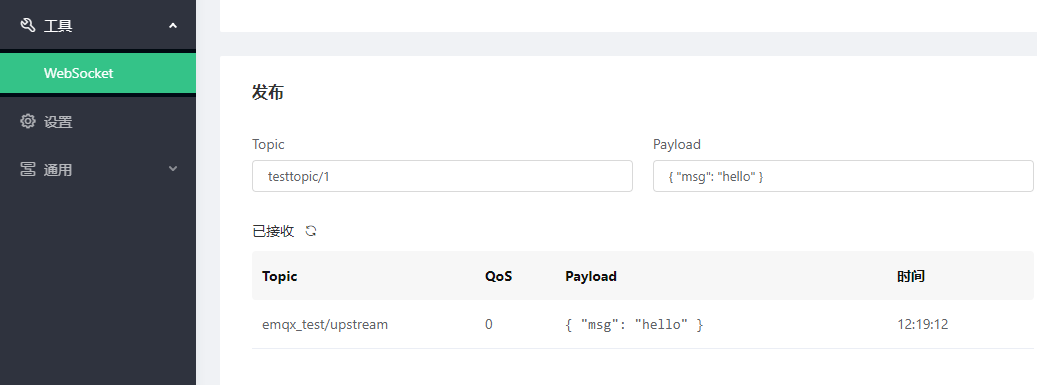 工具
WebSocket
设置
通用
发布
Topic Payload
testtopic/1 { "msg": "hello" }
已接收
Topic QoS Payload 时间
emqx_test/upstream 0 { "msg": "hello" } 12:19:12